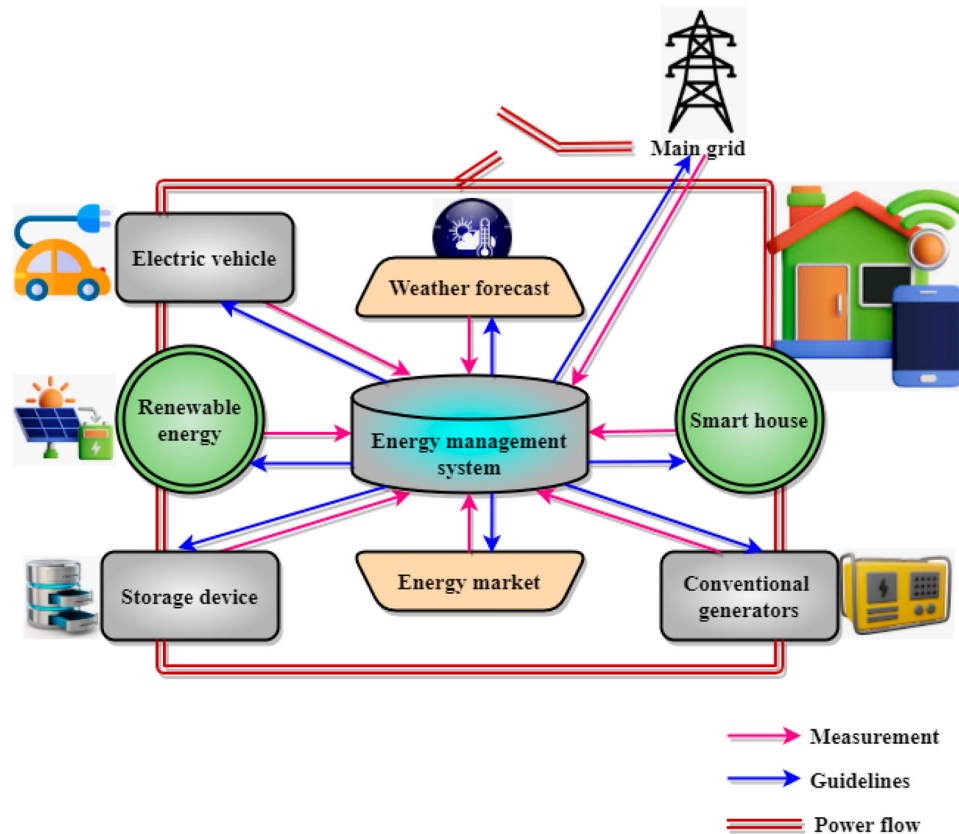 Main grid
Electric vehicle
Weather forecast
Renewable
energy
Energy management
system
Smart house
Storage device
Energy market
Conventional
generators
Measurement
Guidelines
Power flow